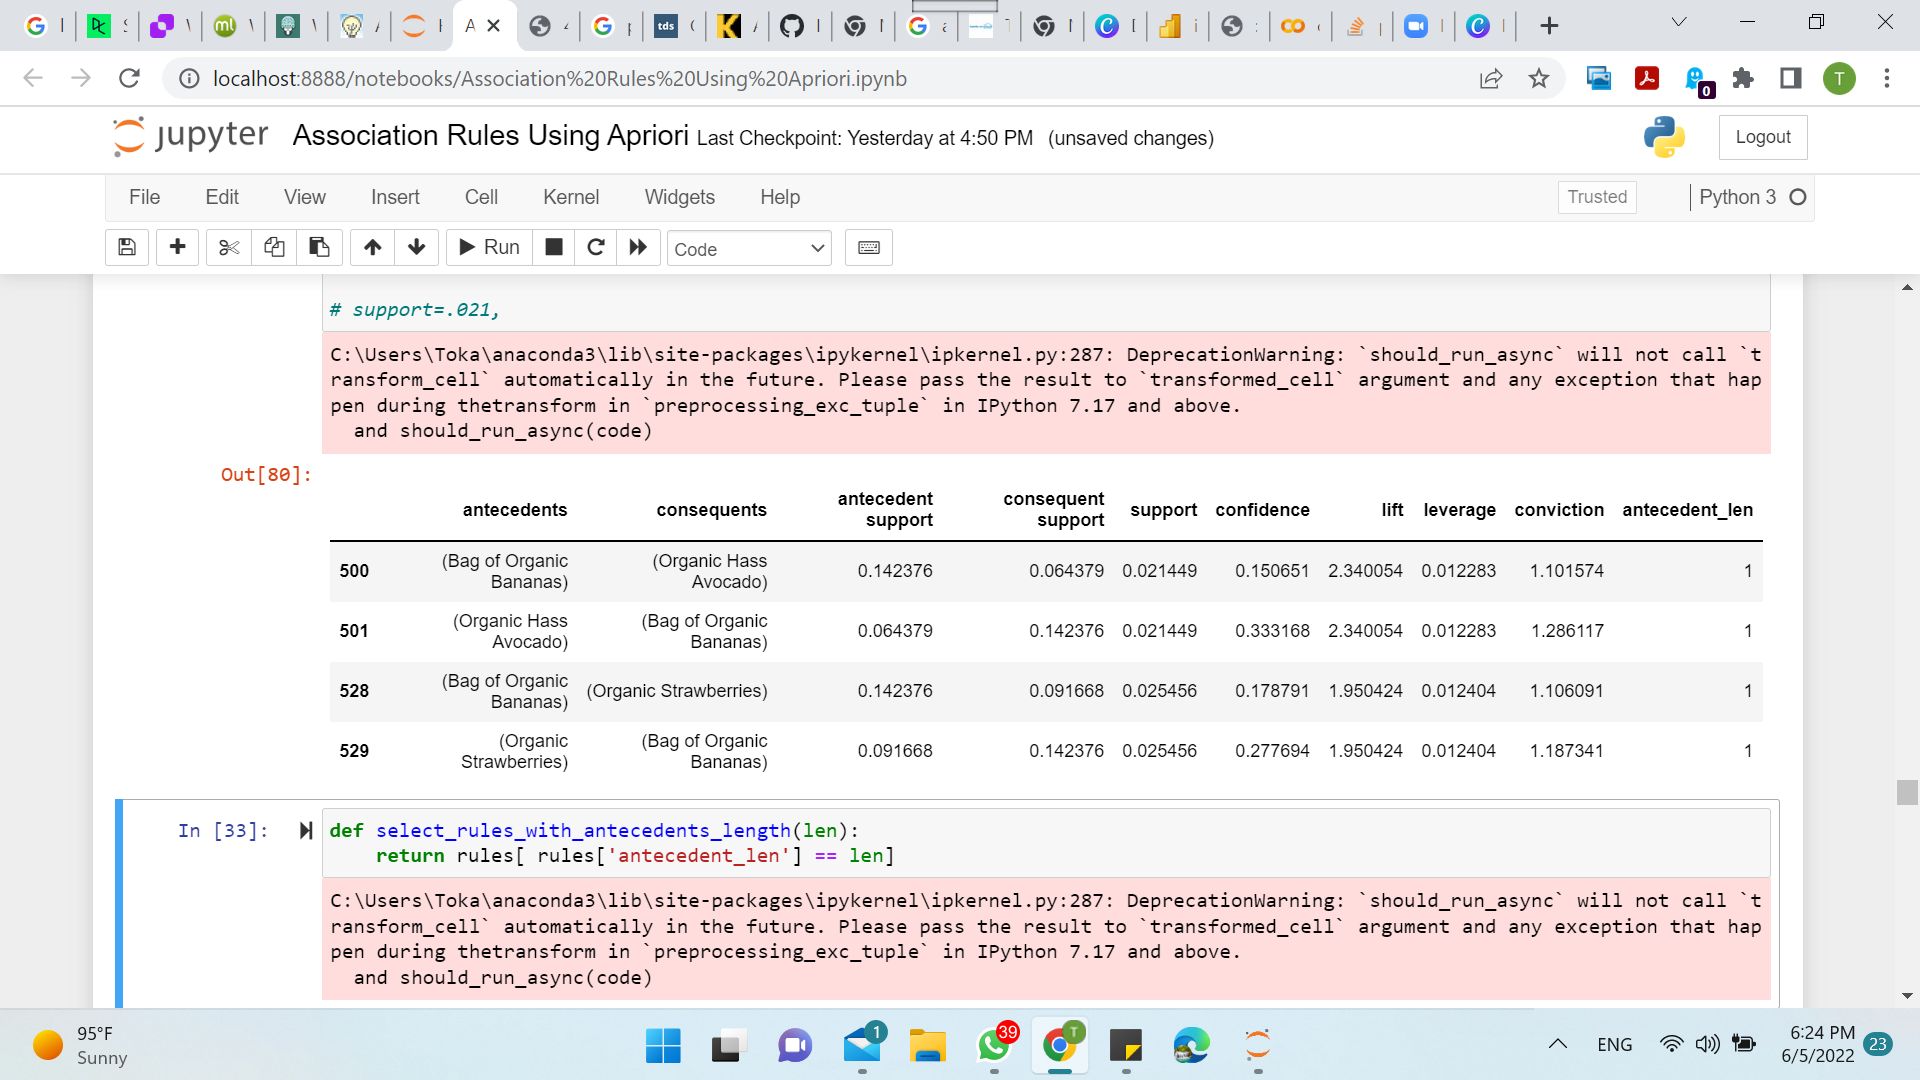 localhost:8888/notebooks/Association%20Rules%20Using%20Apriori.ipynb
0
T
jupyter Association Rules Using Apriori Last Checkpoint: Yesterday at 4:50 PM (unsaved changes)
Logout
File Edit View Insert Cell Kernel Widgets Help
Trusted
Python 3
Run
Code
# support=.021,
C:\Users\Toka\anaconda3\lib\site-packages\ipykernel\ipkernel.py:287: DeprecationWarning: `should_run_async` will not call `t
ransform_cell` automatically in the future. Please pass the result to `transformed_cell` argument and any exception that hap
pen during thetransform in `preprocessing_exc_tuple` in IPython 7.17 and above.
and should_run_async(code)
Out[80]:
antecedents consequents antecedent support consequent support support confidence lift leverage conviction antecedent_len
500 (Bag of Organic Bananas) (Organic Hass Avocado) 0.142376 0.064379 0.021449 0.150651 2.340054 0.012283 1.101574 1
501 (Organic Hass Avocado) (Bag of Organic Bananas) 0.064379 0.142376 0.021449 0.333168 2.340054 0.012283 1.286117 1
528 (Bag of Organic Bananas) (Organic Strawberries) 0.142376 0.091668 0.025456 0.178791 1.950424 0.012404 1.106091 1
529 (Organic Strawberries) (Bag of Organic Bananas) 0.091668 0.142376 0.025456 0.277694 1.950424 0.012404 1.187341 1
In [33]:
def select_rules_with_antecedents_length(len):
return rules[ rules['antecedent_len'] == len]
C:\Users\Toka\anaconda3\lib\site-packages\ipykernel\ipkernel.py:287: DeprecationWarning: `should_run_async` will not call `t
ransform_cell` automatically in the future. Please pass the result to `transformed_cell` argument and any exception that hap
pen during thetransform in `preprocessing_exc_tuple` in IPython 7.17 and above.
and should_run_async(code)
95°F
Sunny
1
39
T
ENG
6:24 PM
6/5/2022
23